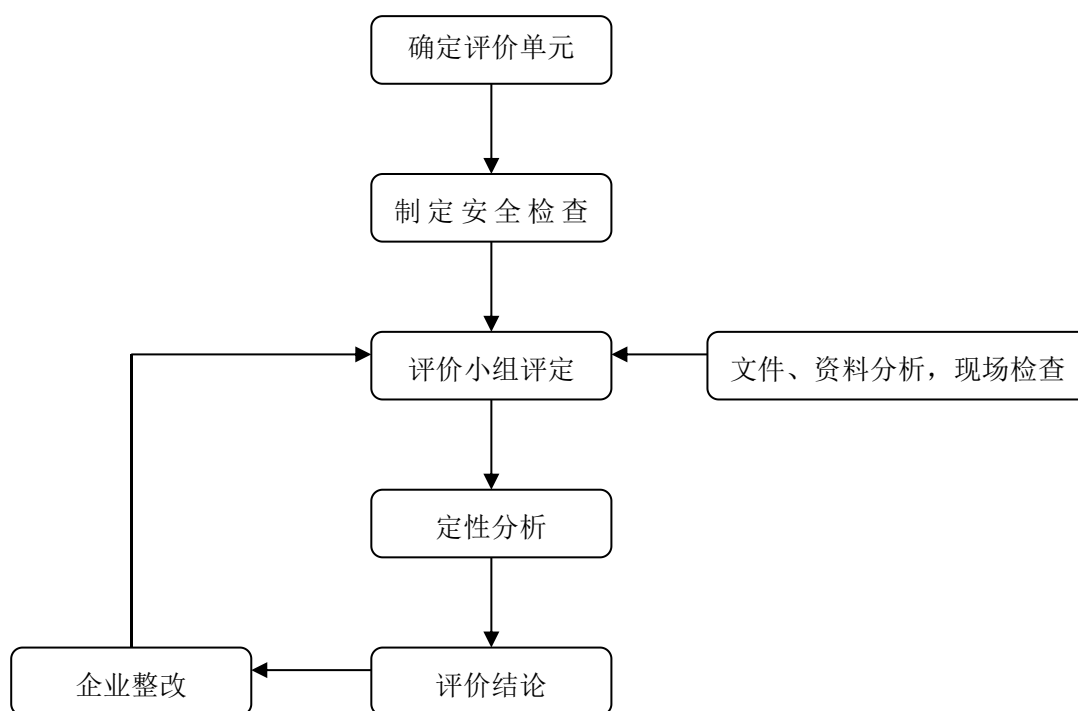 确定评价单元
制定安全检查
评价小组评定
文件、资料分析，现场检查
定性分析
企业整改
评价结论